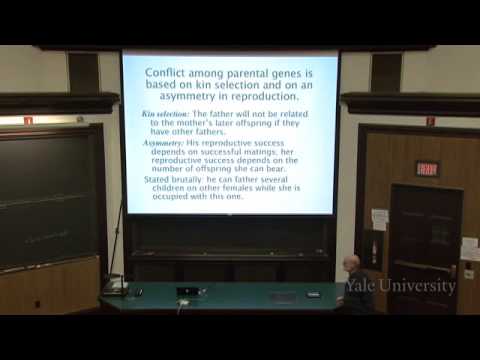 Conflict among parental genes is
based on kin selection and on an
asymmetry in reproduction.
Kin selection: The father will not be related
to the mother's later offspring if they
have other fathers.
Asymmetry: His reproductive success
depends on successful matings; her
reproductive success depends on the
number of offspring she can bear.
Stated brutally: he can father several
children on other females while she is
occupied with this one.
EXIT
Yale University